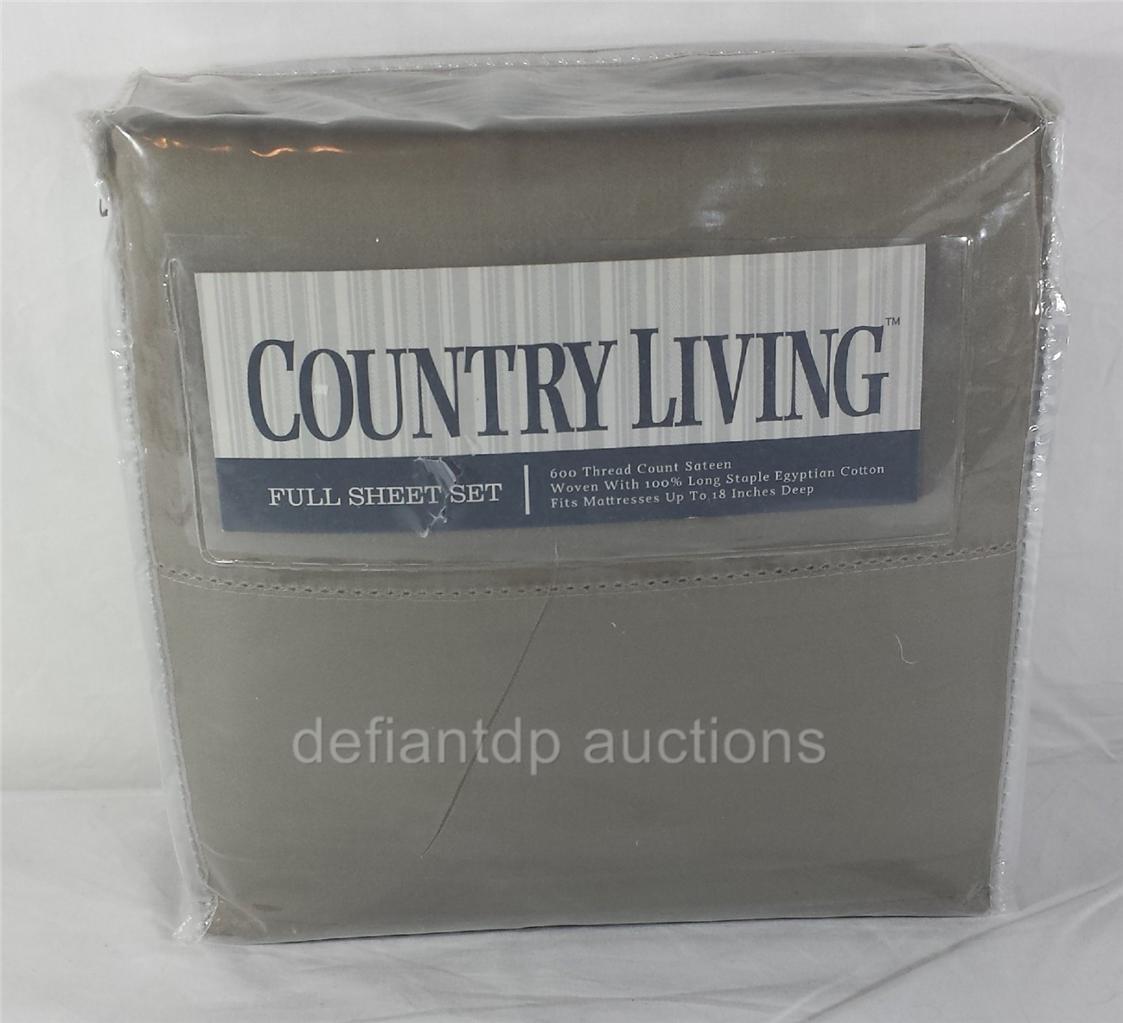 COUNTRY LIVING™
FULL SHEET SET
600 Thread Count Sateen
Woven With 100% Long Staple Egyptian Cotton
Fits Mattresses Up To 18 Inches Deep
defiantdp auctions